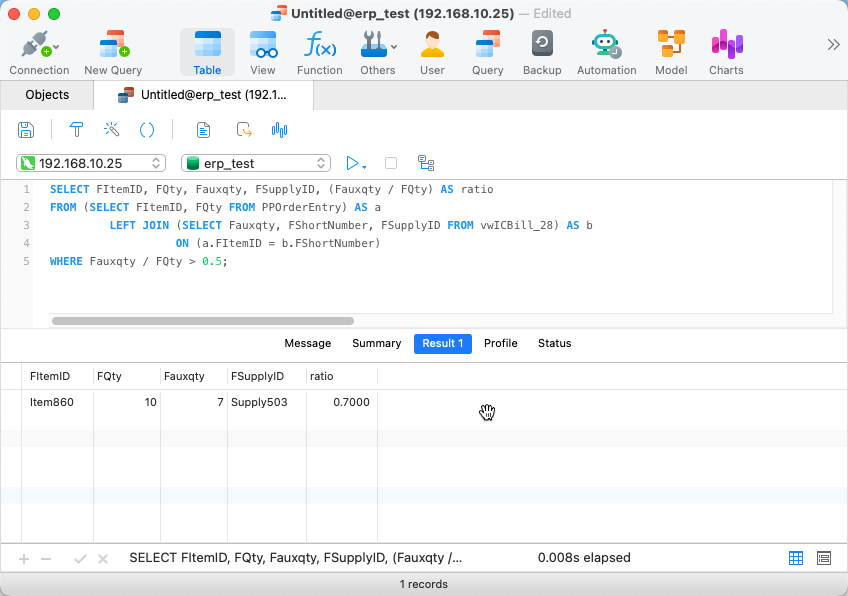 Untitled@erp_test (192.168.10.25) — Edited
Connection New Query Table View Function Others User Query Backup Automation Model Charts
Objects Untitled@erp_test (192.1...
192.168.10.25 erp_test
1 SELECT FItemID, FQty, Fauxqty, FSupplyID, (Fauxqty / FQty) AS ratio
2 FROM (SELECT FItemID, FQty FROM PPOrderEntry) AS a
3 LEFT JOIN (SELECT Fauxqty, FShortNumber, FSupplyID FROM vwICBill_28) AS b
4 ON (a.FItemID = b.FShortNumber)
5 WHERE Fauxqty / FQty > 0.5;
Message Summary Result 1 Profile Status
FItemID FQty Fauxqty FSupplyID ratio
Item860 10 7 Supply503 0.7000
SELECT FItemID, FQty, Fauxqty, FSupplyID, (Fauxqty /... 0.008s elapsed
1 records